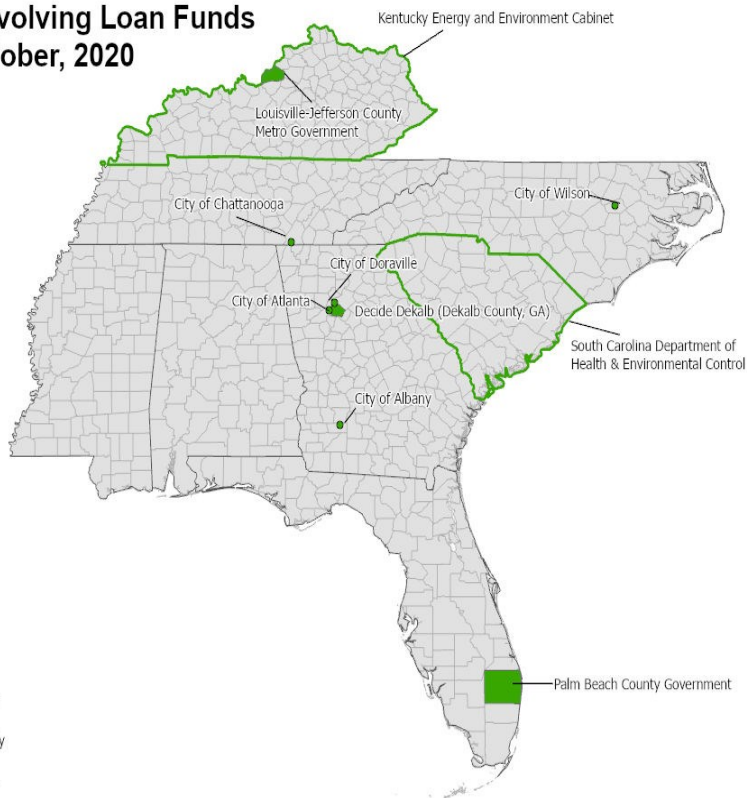 volving Loan Funds
ober, 2020
Kentucky Energy and Environment Cabinet
Louisville-Jefferson County
Metro Government
City of Chattanooga
City of Wilson
City of Doraville
City of Atlanta
Decide Dekalb (Dekalb County, GA)
South Carolina Department of
Health & Environmental Control
City of Albany
Palm Beach County Government
y